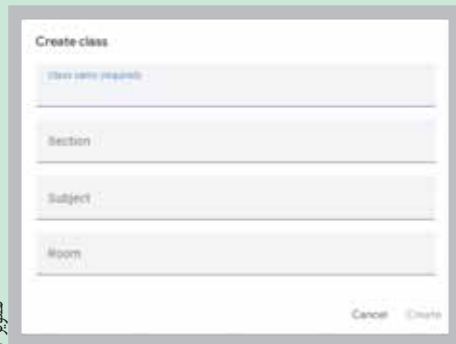 Create class
Class name (required)
Section
Subject
Room
Cancel Create